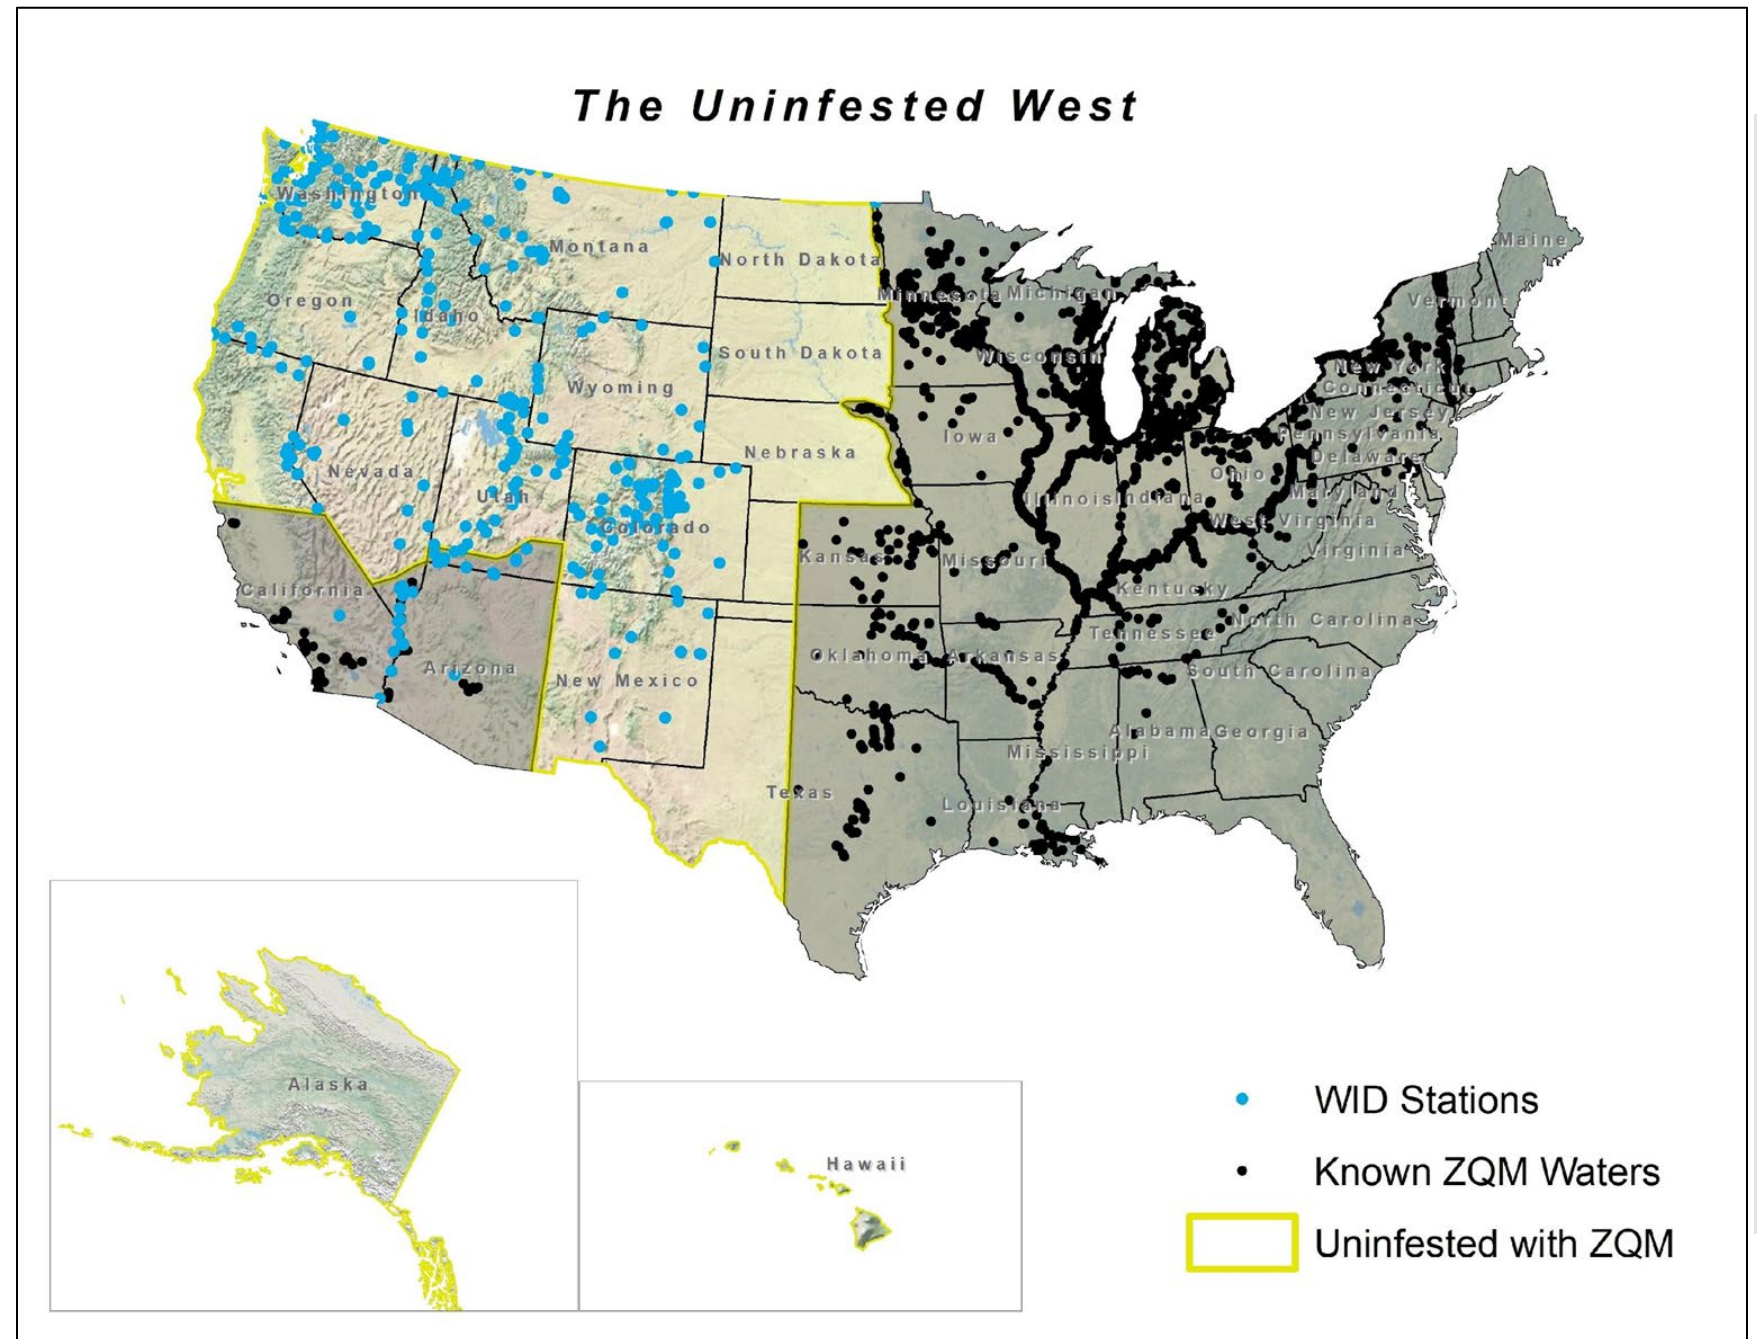 The Uninfested West
Washington
Montana
North Dakota
Maine
Minnesota
Michigan
Vermont
Oregon
Idaho
South Dakota
Wisconsin
New York
Wyoming
Connecticut
New Jersey
Iowa
Pennsylvania
Nebraska
Delaware
Nevada
Ohio
Utah
Illinois
Indiana
Maryland
Colorado
West Virginia
Kansas
Missouri
Virginia
California
Kentucky
North Carolina
Tennessee
Oklahoma
Arkansas
Arizona
New Mexico
South Carolina
Alabama
Georgia
Mississippi
Texas
Louisiana
Alaska
Hawaii
WID Stations
Known ZQM Waters
Uninfested with ZQM